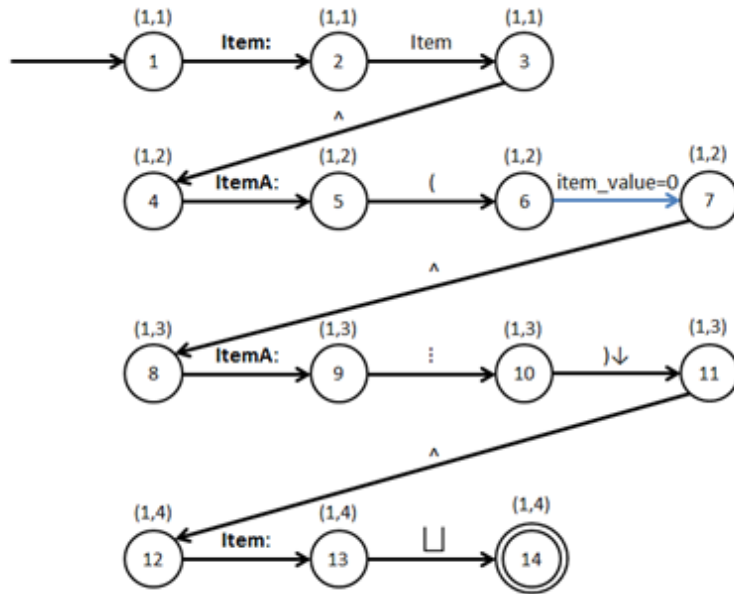 (1,1) (1,1) (1,1)
Item: Item
1 2 3
^
(1,2) (1,2) (1,2) (1,2)
ItemA: ( item_value=0
4 5 6 7
^
(1,3) (1,3) (1,3) (1,3)
ItemA: ⁝ )↓
8 9 10 11
^
(1,4) (1,4) (1,4)
Item: ⨆
12 13 14